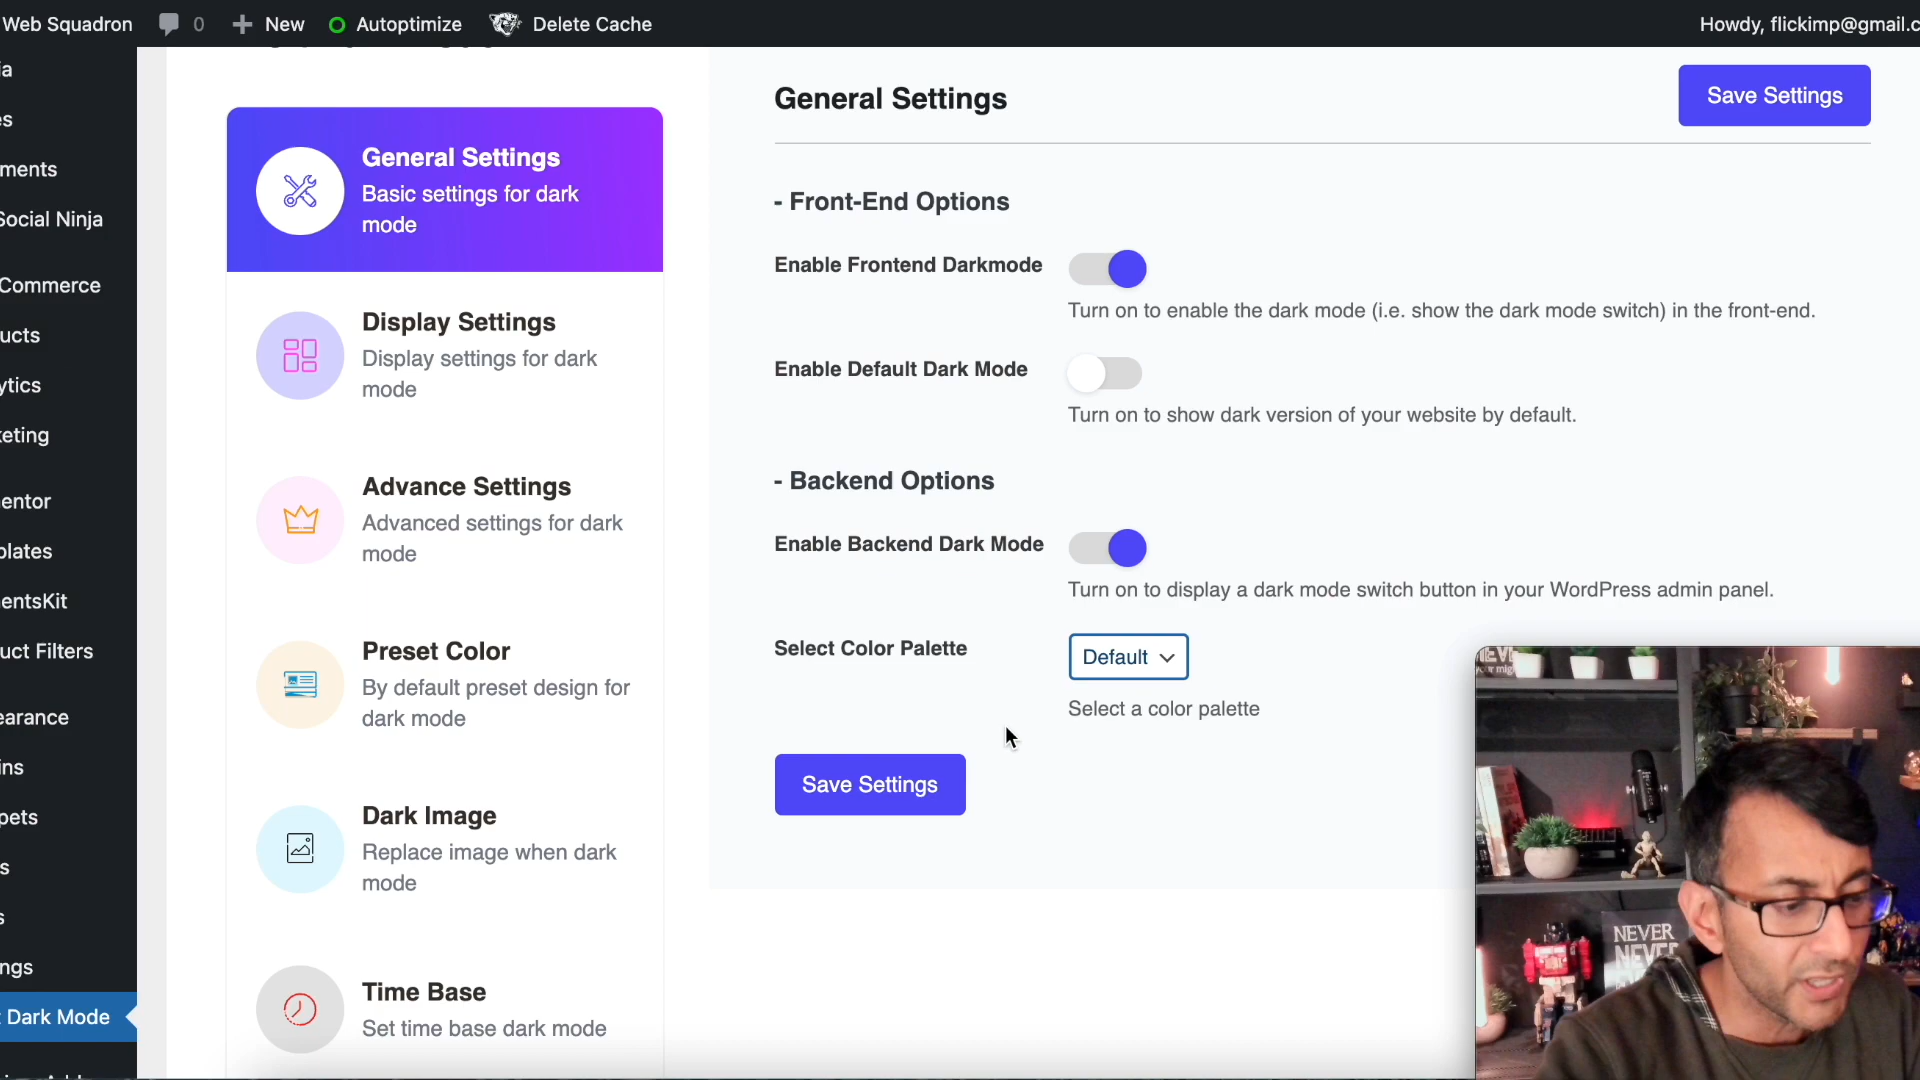 Web Squadron 0 New Autoptimize Delete Cache Howdy, flickimp@gmail.c
ia
es
ments
Social Ninja
Commerce
ucts
ytics
keting
entor
plates
entsKit
uct Filters
earance
ins
pets
s
s
ngs
t Dark Mode
General Settings
Basic settings for dark
mode
Display Settings
Display settings for dark
mode
Advance Settings
Advanced settings for dark
mode
Preset Color
By default preset design for
dark mode
Dark Image
Replace image when dark
mode
Time Base
Set time base dark mode
General Settings
Save Settings
- Front-End Options
Enable Frontend Darkmode
Turn on to enable the dark mode (i.e. show the dark mode switch) in the front-end.
Enable Default Dark Mode
Turn on to show dark version of your website by default.
- Backend Options
Enable Backend Dark Mode
Turn on to display a dark mode switch button in your WordPress admin panel.
Select Color Palette
Default
Select a color palette
Save Settings
NEVER
NEVER